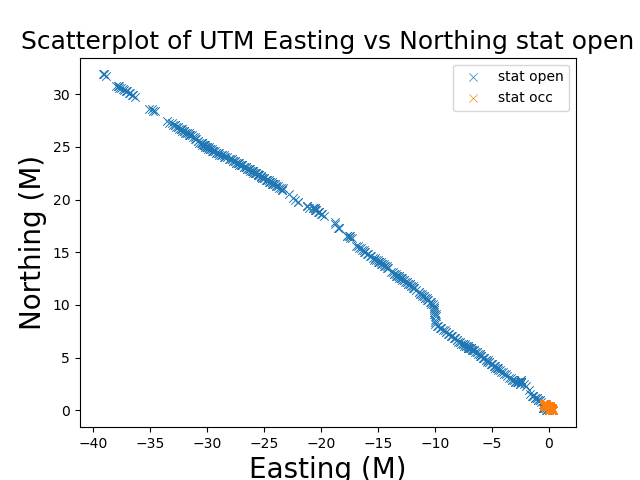 Scatterplot of UTM Easting vs Northing stat open
stat open
stat occ
Northing (M)
30
25
20
15
10
5
0
−40 −35 −30 −25 −20 −15 −10 −5 0
Easting (M)